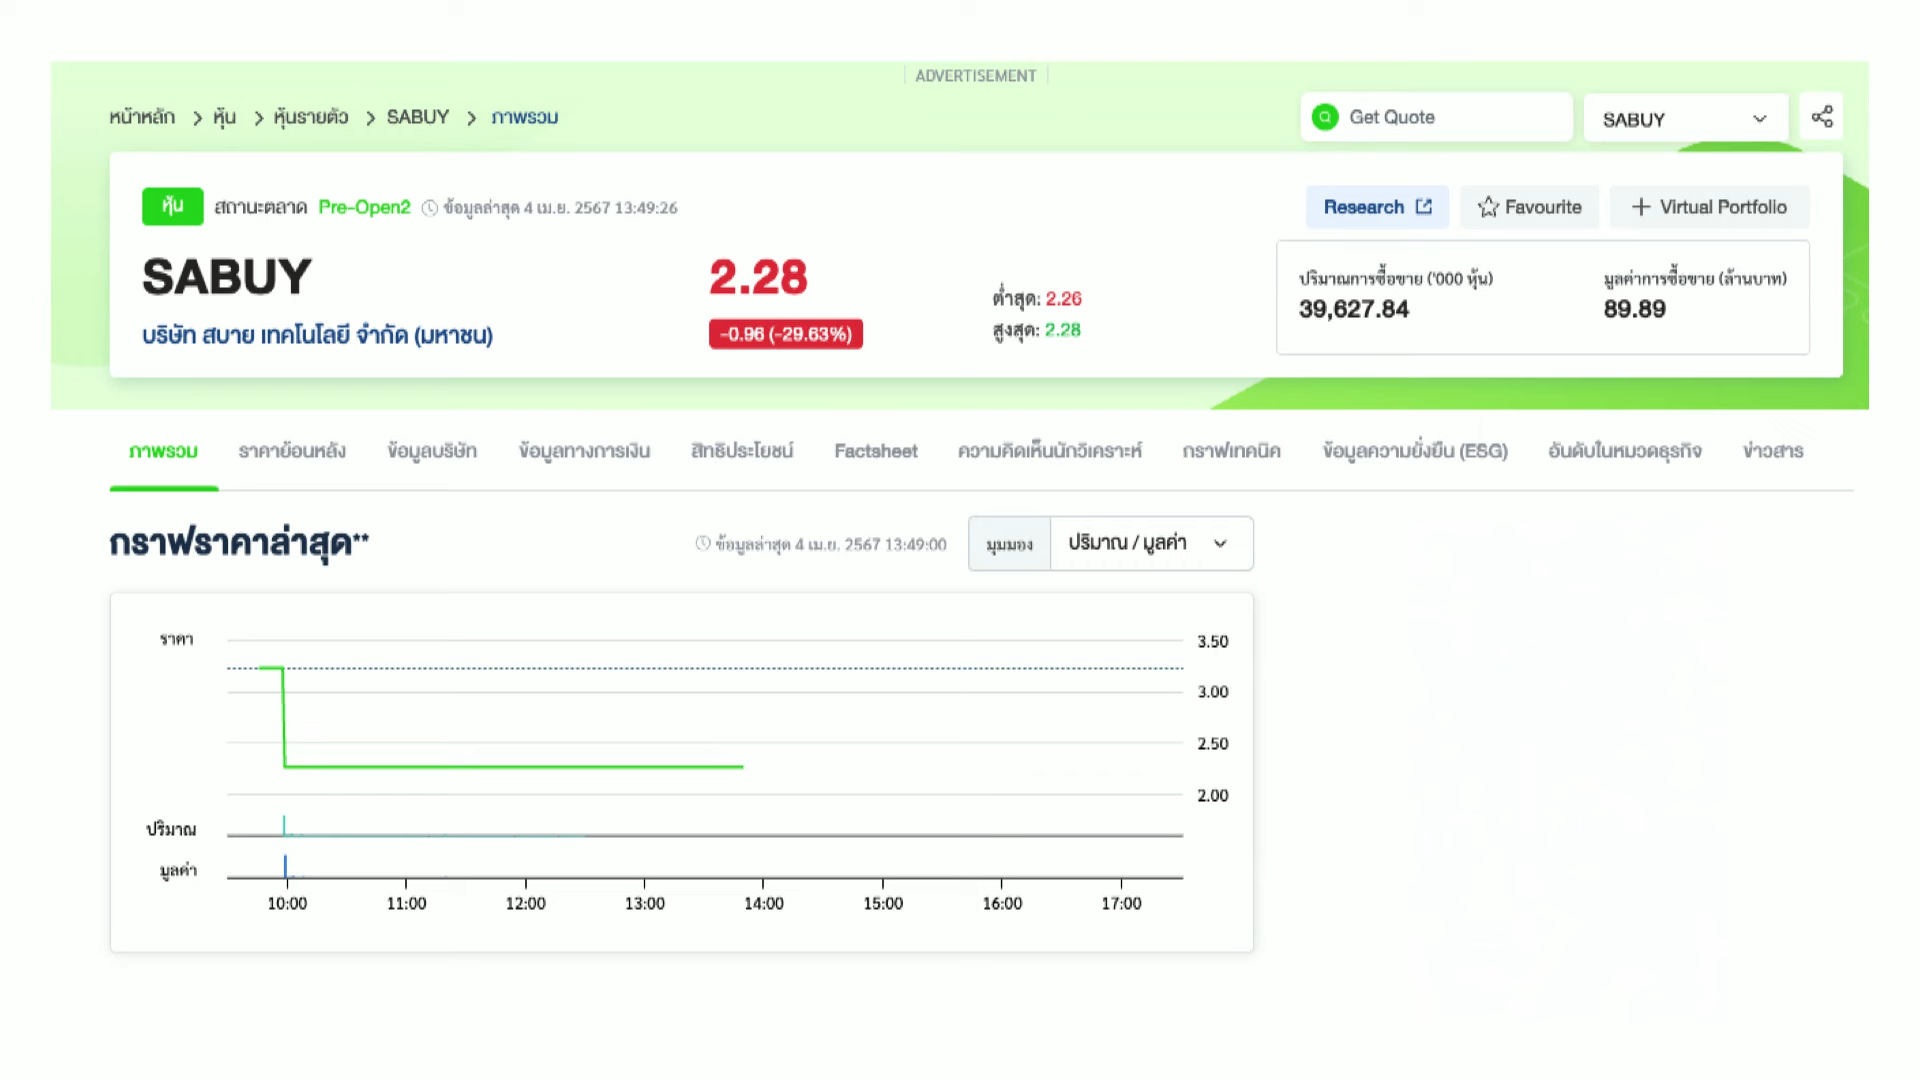 ADVERTISEMENT
หน้าหลัก > หุ้น > หุ้นรายตัว > SABUY > ภาพรวม
Get Quote
SABUY
หุ้น สถานะตลาด Pre-Open2 ข้อมูลล่าสุด 4 เม.ย. 2567 13:49:26
Research Favourite + Virtual Portfolio
SABUY
บริษัท สบาย เทคโนโลยี จำกัด (มหาชน)
2.28
-0.96 (-29.63%)
ต่ำสุด: 2.26
สูงสุด: 2.28
ปริมาณการซื้อขาย ('000 หุ้น)
39,627.84
มูลค่าการซื้อขาย (ล้านบาท)
89.89
ภาพรวม ราคาย้อนหลัง ข้อมูลบริษัท ข้อมูลทางการเงิน สิทธิประโยชน์ Factsheet ความคิดเห็นนักวิเคราะห์ กราฟเทคนิค ข้อมูลความยั่งยืน (ESG) อันดับในหมวดธุรกิจ ข่าวสาร
กราฟราคาล่าสุด**
ข้อมูลล่าสุด 4 เม.ย. 2567 13:49:00
มุมมอง ปริมาณ / มูลค่า
ราคา
3.50
3.00
2.50
2.00
ปริมาณ
มูลค่า
10:00 11:00 12:00 13:00 14:00 15:00 16:00 17:00